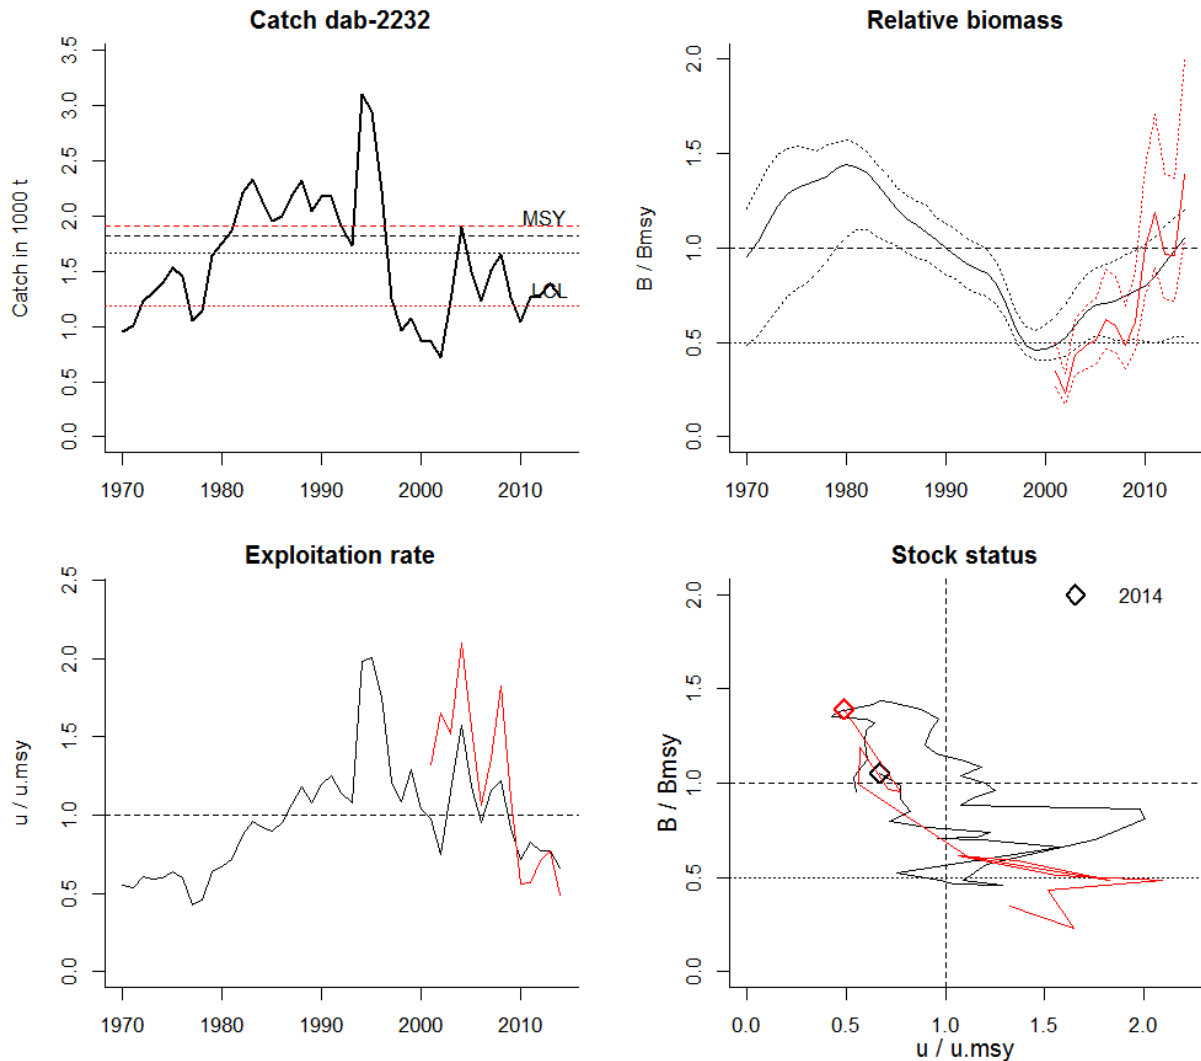 Catch dab-2232
Catch in 1000 t
3.5
3.0
2.5
2.0
1.5
1.0
0.5
0.0
MSY
LCL
1970 1980 1990 2000 2010
Relative biomass
B / Bmsy
2.0
1.5
1.0
0.5
0.0
1970 1980 1990 2000 2010
Exploitation rate
u / u.msy
2.5
2.0
1.5
1.0
0.5
0.0
1970 1980 1990 2000 2010
Stock status
B / Bmsy
2.0
1.5
1.0
0.5
0.0
2014
0.0 0.5 1.0 1.5 2.0
u / u.msy